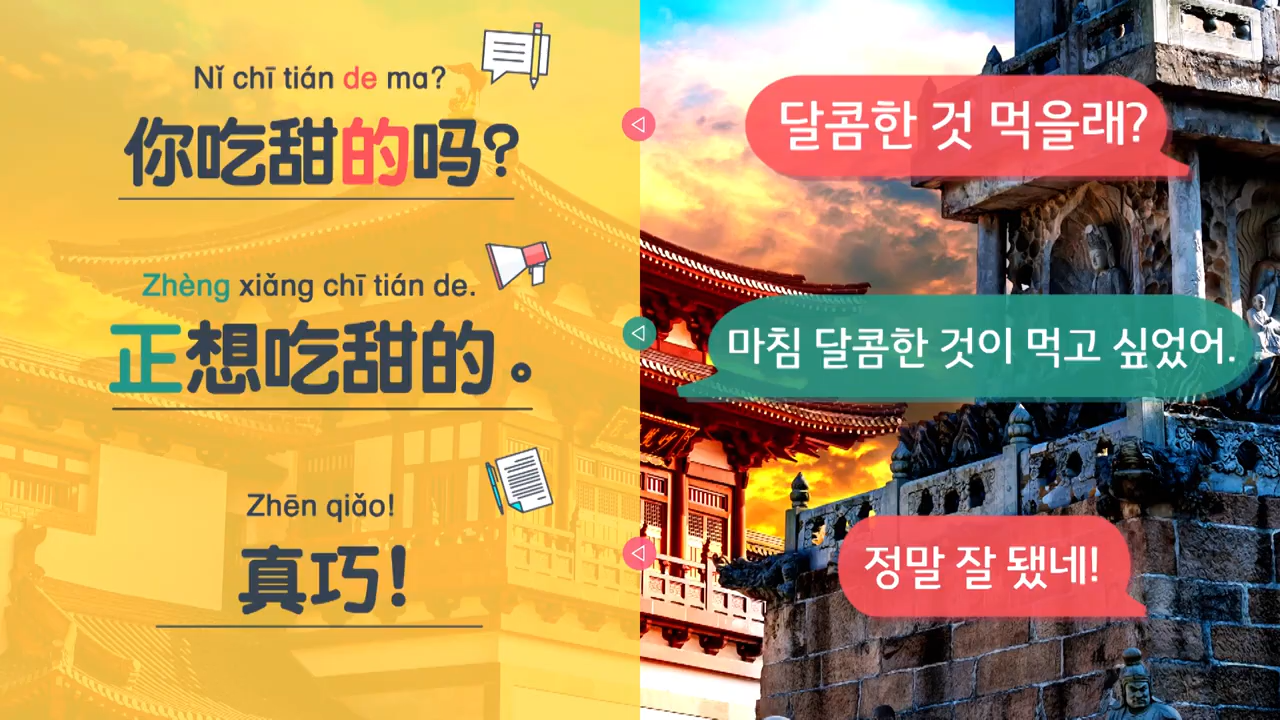 Nǐ chī tián de ma?
你吃甜的吗?
달콤한 것 먹을래?
Zhèng xiǎng chī tián de.
正想吃甜的。
마침 달콤한 것이 먹고 싶었어.
Zhēn qiǎo!
真巧!
정말 잘 됐네!